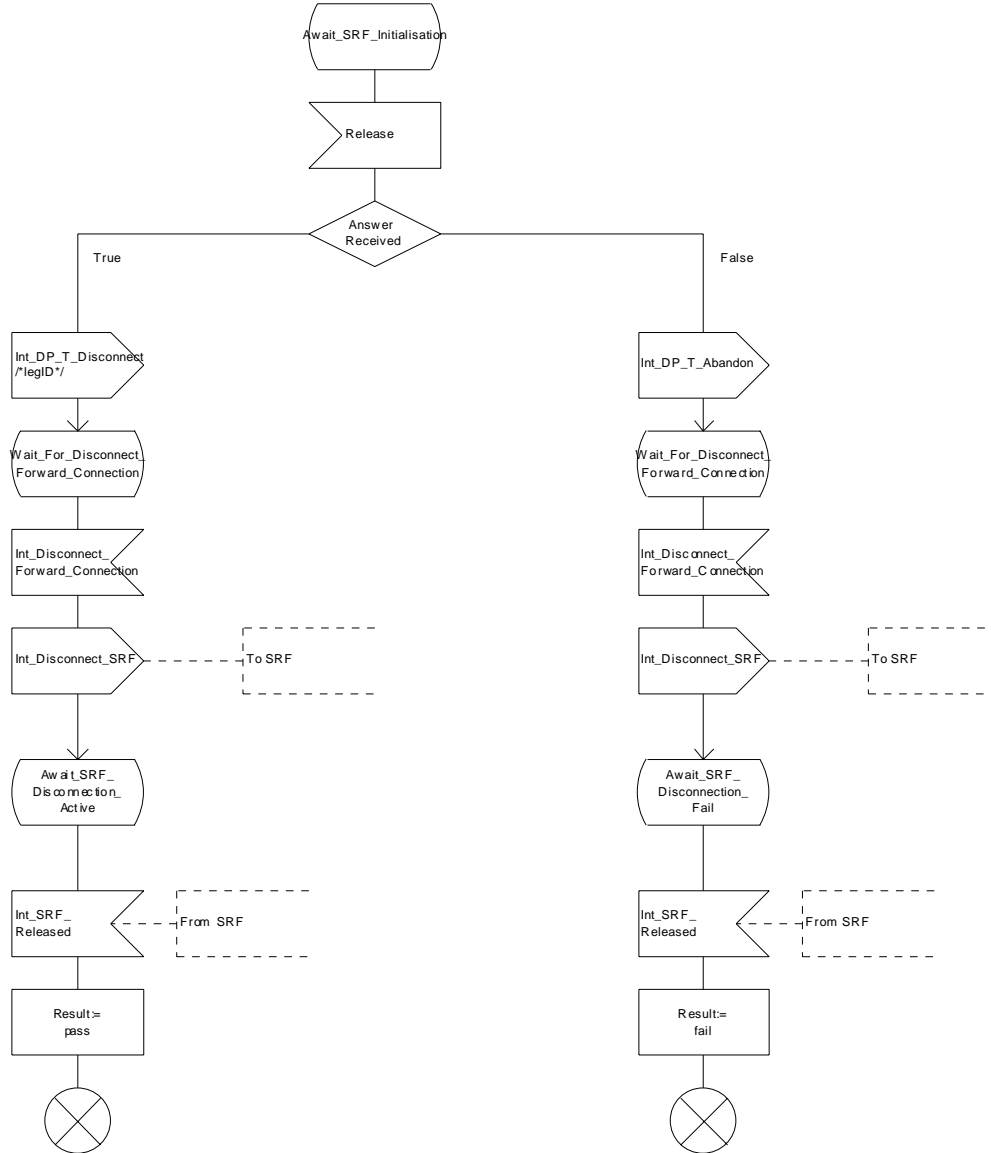 Await_SRF_Initialisation
Release
Answer
Received
True
False
Int_DP_T_Disconnect
/*legID*/
Int_DP_T_Abandon
Wait_For_Disconnect_
Forward_Connection
Wait_For_Disconnect_
Forward_Connection
Int_Disconnect_
Forward_Connection
Int_Disconnect_
Forward_Connection
Int_Disconnect_SRF
To SRF
Int_Disconnect_SRF
To SRF
Await_SRF_
Disconnection_
Active
Await_SRF_
Disconnection_
Fail
Int_SRF_
Released
From SRF
Int_SRF_
Released
From SRF
Result:=
pass
Result:=
fail